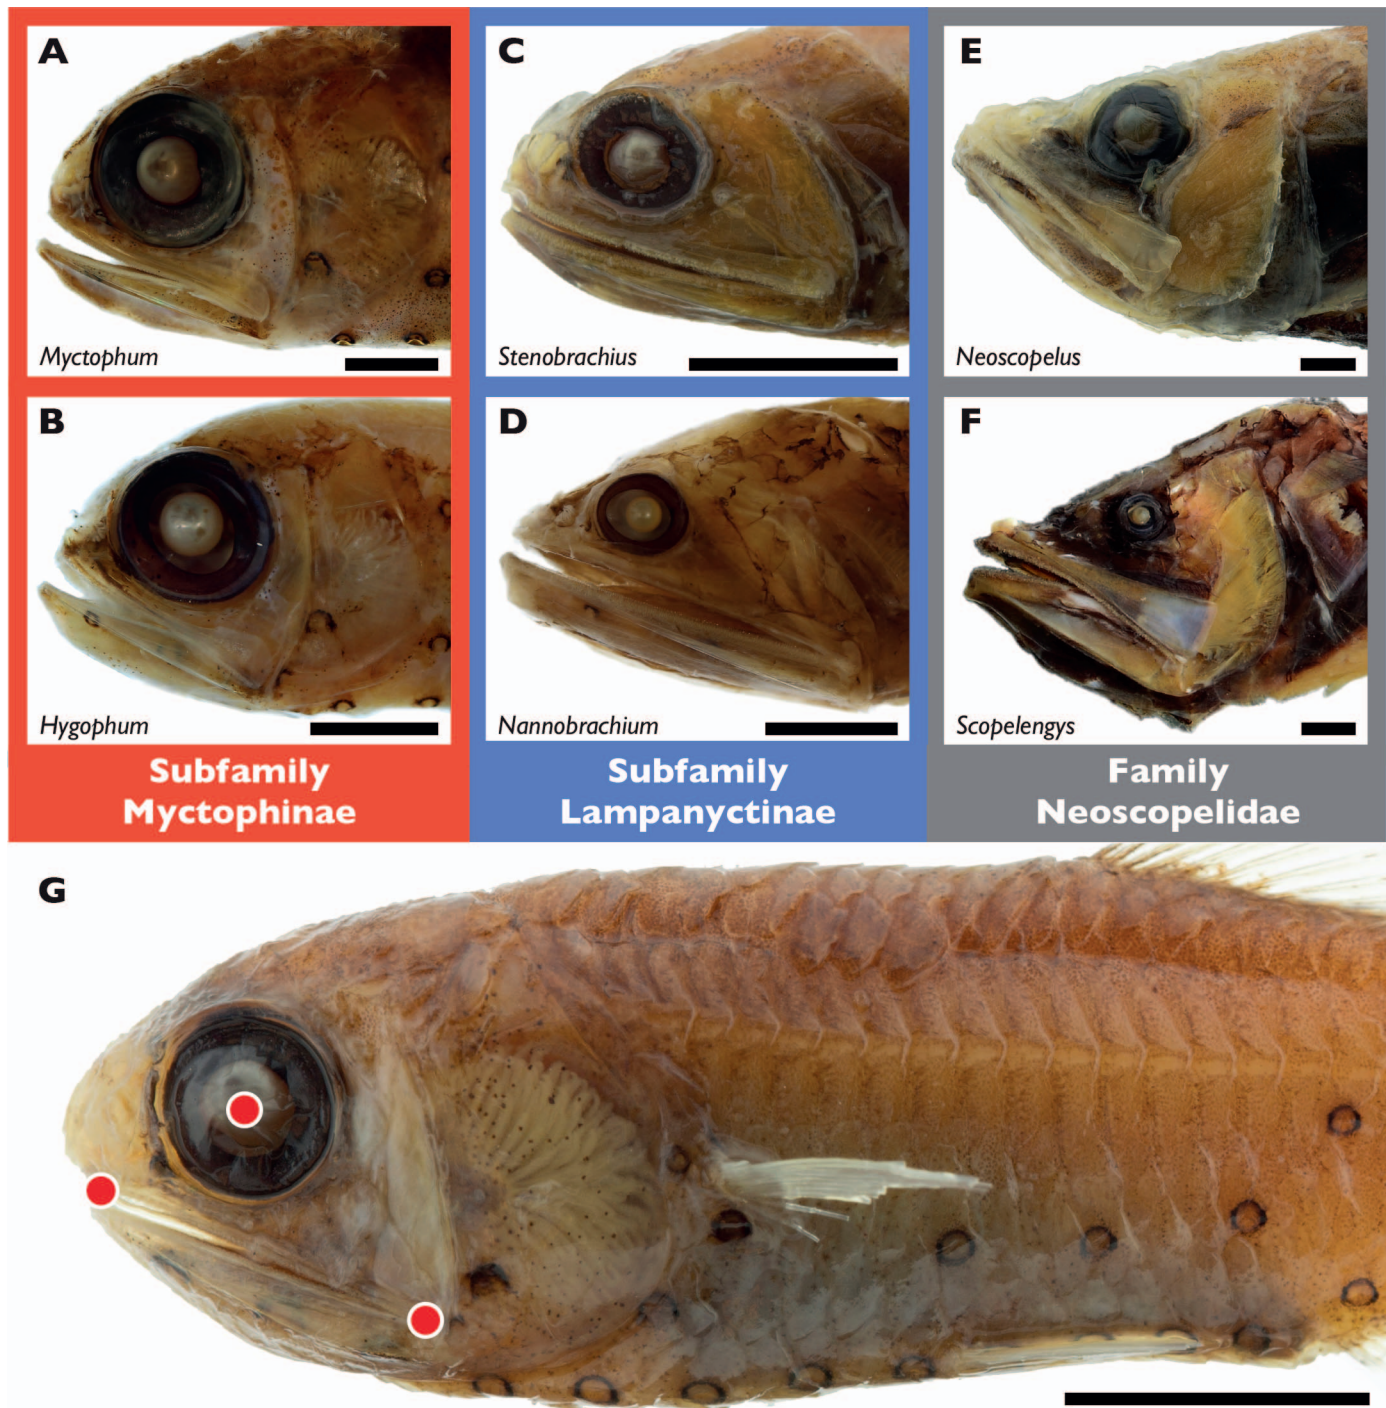 A
Myctophum
B
Hygophum
Subfamily
Myctophinae
C
Stenobrachius
D
Nannobrachium
Subfamily
Lampanyctinae
E
Neoscopelus
F
Scopelengys
Family
Neoscopelidae
G